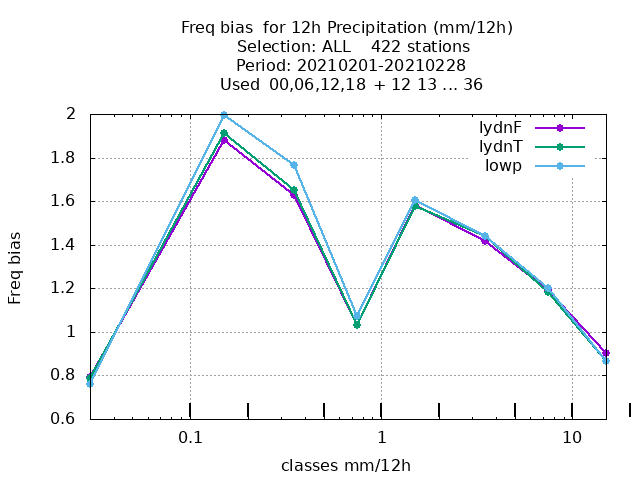 Freq bias  for 12h Precipitation (mm/12h)
Selection: ALL    422 stations
Period: 20210201-20210228
Used  00,06,12,18  + 12 13 ... 36
lydnF
lydnT
lowp
2
1.8
1.6
1.4
1.2
1
0.8
0.6
Freq bias
0.1
1
10
classes mm/12h